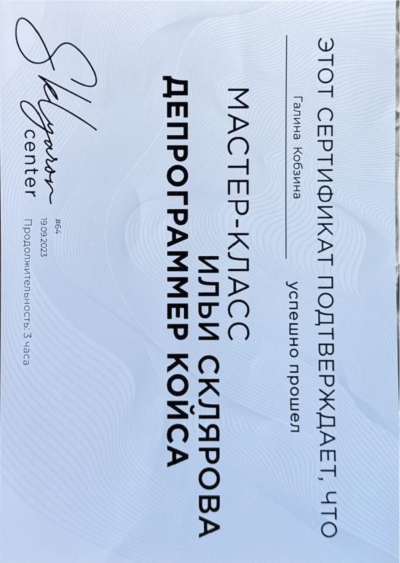 ЭТОТ СЕРТИФИКАТ ПОДТВЕРЖДАЕТ, ЧТО
Галина Кобзина успешно прошел
МАСТЕР-КЛАСС
ИЛЬИ СКЛЯРОВА
ДЕПРОГРАММЕР КОЙСА
Sklyarov
center
#64
19.09.2023
Продолжительность: 3 часа